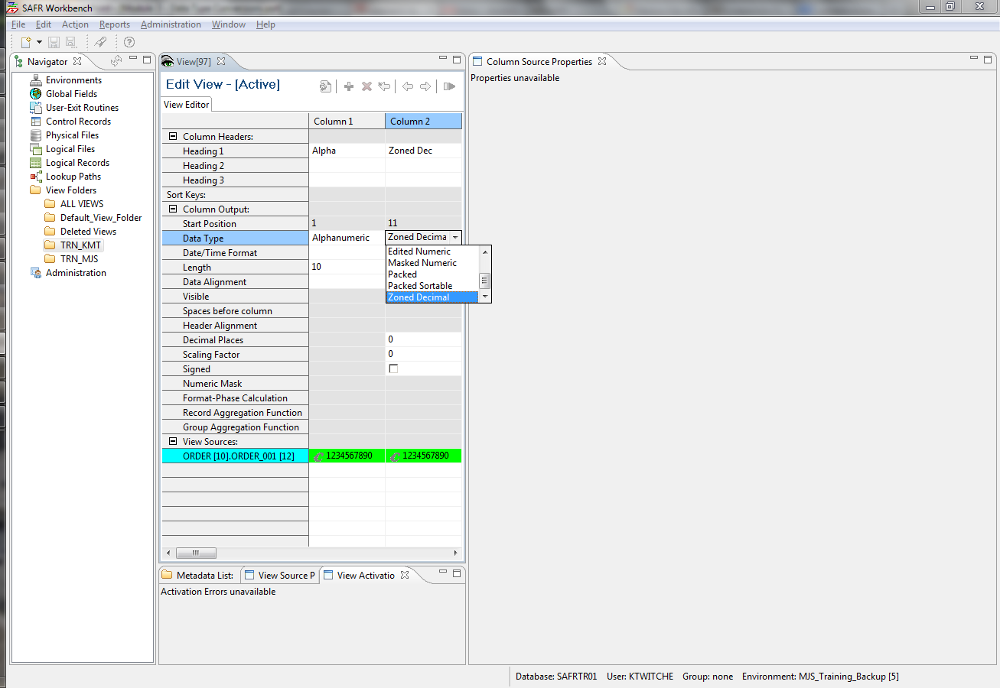 SAFR Workbench
File Edit Action Reports Administration Window Help
Navigator
Environments
Global Fields
User-Exit Routines
Control Records
Physical Files
Logical Files
Logical Records
Lookup Paths
View Folders
ALL VIEWS
Default_View_Folder
Deleted Views
TRN_KMT
TRN_MJS
Administration
View[97]
Edit View - [Active]
View Editor
Column 1 Column 2
Column Headers:
Heading 1 Alpha Zoned Dec
Heading 2
Heading 3
Sort Keys:
Column Output:
Start Position 1 11
Data Type Alphanumeric Zoned Decima
Edited Numeric
Masked Numeric
Packed
Packed Sortable
Zoned Decimal
Date/Time Format
Length 10
Data Alignment
Visible
Spaces before column
Header Alignment
Decimal Places 0
Scaling Factor 0
Signed
Numeric Mask
Format-Phase Calculation
Record Aggregation Function
Group Aggregation Function
View Sources:
ORDER [10].ORDER_001 [12] 1234567890 1234567890
Metadata List: View Source P View Activatio
Activation Errors unavailable
Column Source Properties
Properties unavailable
Database: SAFRTR01 User: KTWITCHE Group: none Environment: MJS_Training_Backup [5]